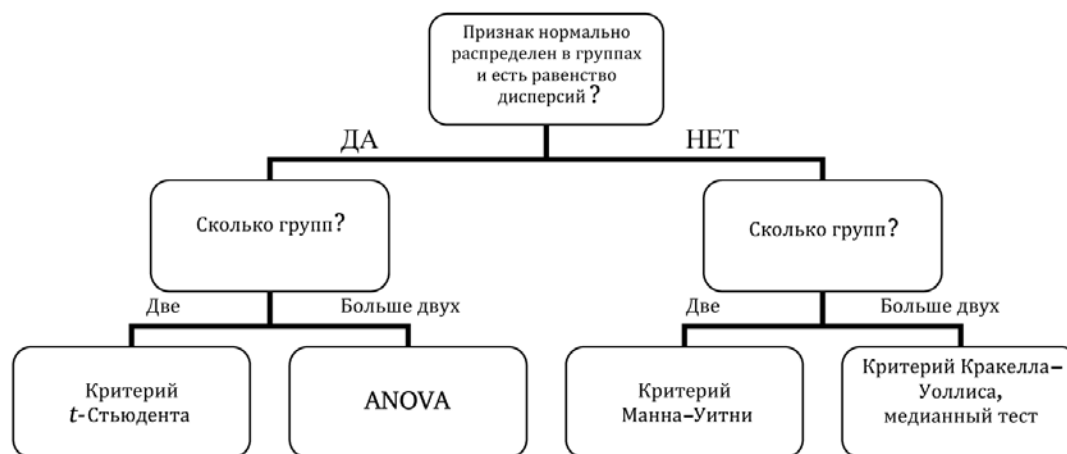 Признак нормально
распределен в группах
и есть равенство
дисперсий?
ДА
НЕТ
Сколько групп?
Сколько групп?
Две
Больше двух
Две
Больше двух
Критерий
t-Стьюдента
ANOVA
Критерий
Манна–Уитни
Критерий Кракелла–
Уоллиса,
медианный тест